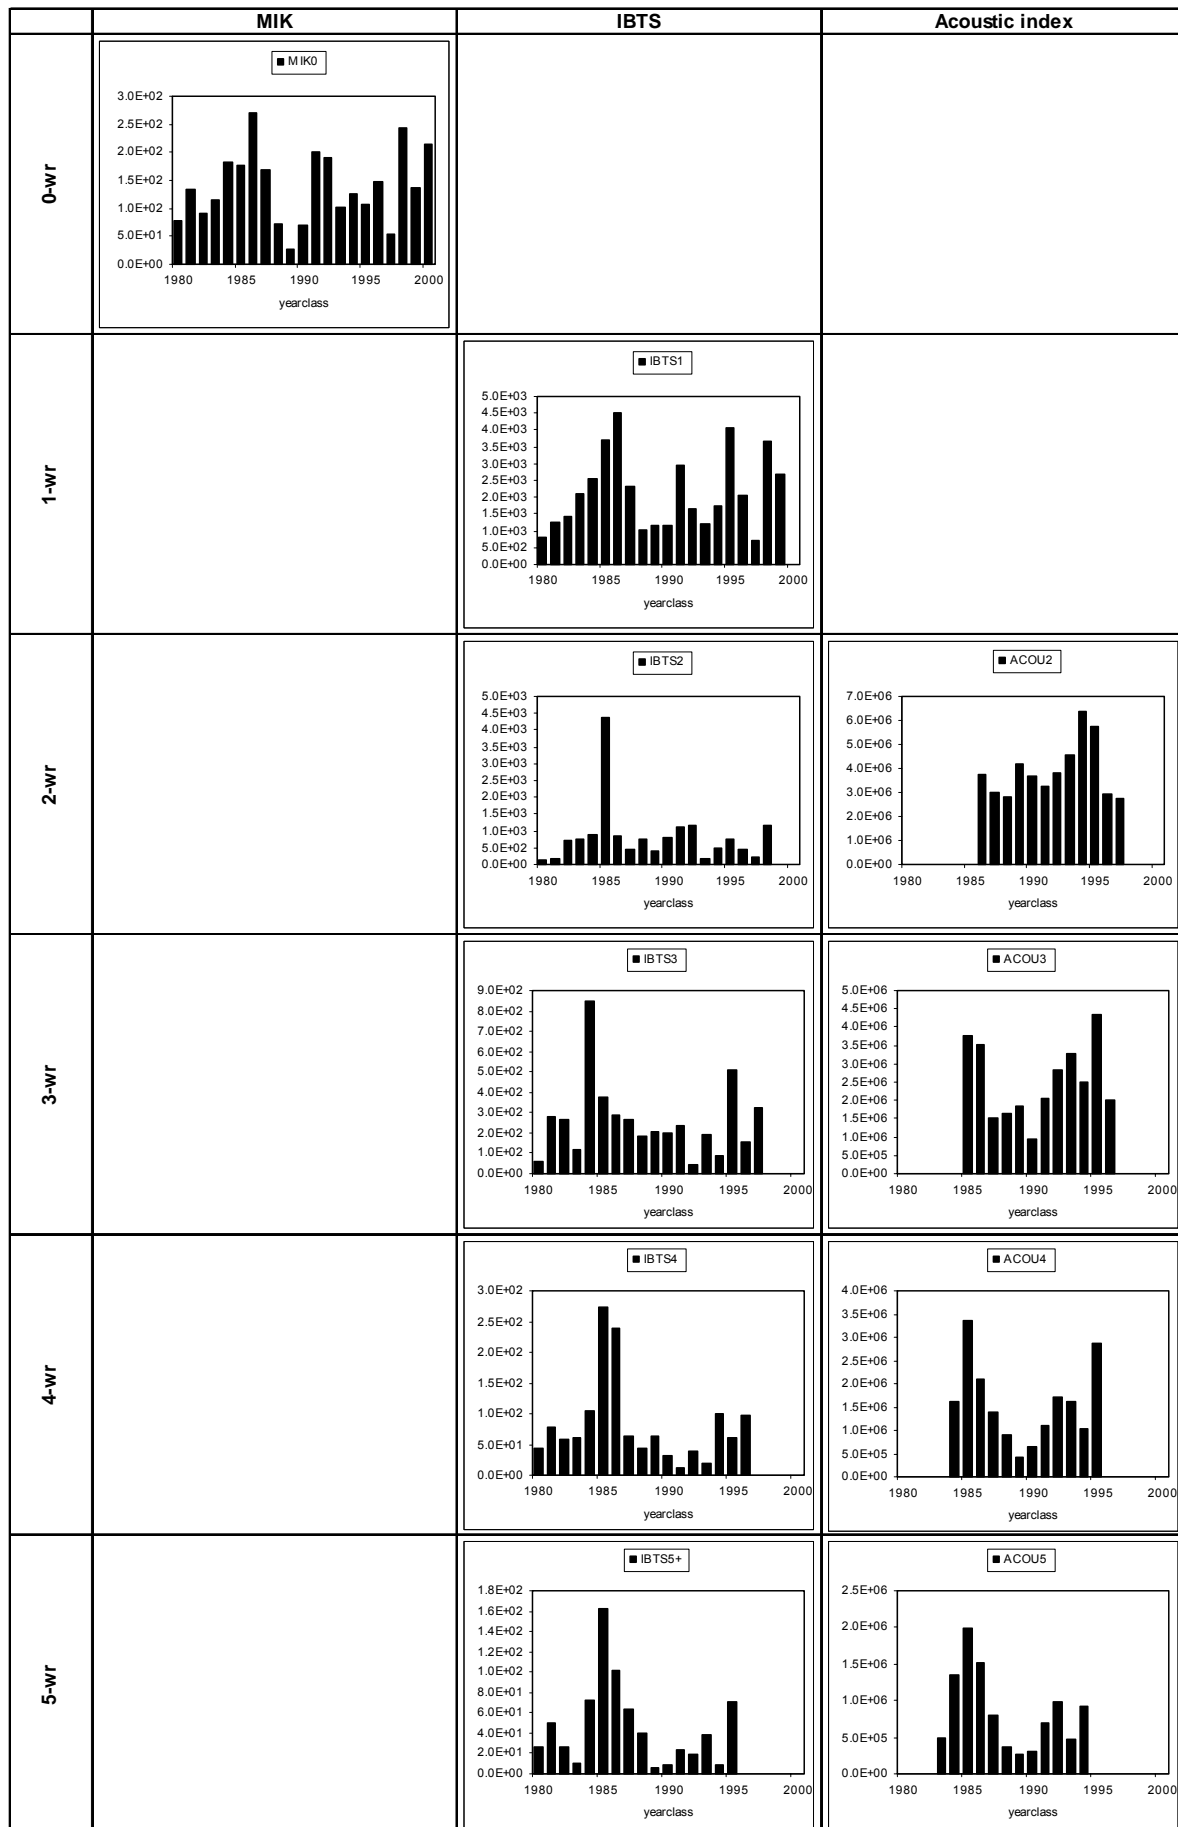 MIK IBTS Acoustic index
0-wr
MIK0
3.0E+02
2.5E+02
2.0E+02
1.5E+02
1.0E+02
5.0E+01
0.0E+00
1980 1985 1990 1995 2000
yearclass
1-wr
IBTS1
5.0E+03
4.5E+03
4.0E+03
3.5E+03
3.0E+03
2.5E+03
2.0E+03
1.5E+03
1.0E+03
5.0E+02
0.0E+00
1980 1985 1990 1995 2000
yearclass
2-wr
IBTS2
5.0E+03
4.5E+03
4.0E+03
3.5E+03
3.0E+03
2.5E+03
2.0E+03
1.5E+03
1.0E+03
5.0E+02
0.0E+00
1980 1985 1990 1995 2000
yearclass
ACOU2
7.0E+06
6.0E+06
5.0E+06
4.0E+06
3.0E+06
2.0E+06
1.0E+06
0.0E+00
1980 1985 1990 1995 2000
yearclass
3-wr
IBTS3
9.0E+02
8.0E+02
7.0E+02
6.0E+02
5.0E+02
4.0E+02
3.0E+02
2.0E+02
1.0E+02
0.0E+00
1980 1985 1990 1995 2000
yearclass
ACOU3
5.0E+06
4.5E+06
4.0E+06
3.5E+06
3.0E+06
2.5E+06
2.0E+06
1.5E+06
1.0E+06
5.0E+05
0.0E+00
1980 1985 1990 1995 2000
yearclass
4-wr
IBTS4
3.0E+02
2.5E+02
2.0E+02
1.5E+02
1.0E+02
5.0E+01
0.0E+00
1980 1985 1990 1995 2000
yearclass
ACOU4
4.0E+06
3.5E+06
3.0E+06
2.5E+06
2.0E+06
1.5E+06
1.0E+06
5.0E+05
0.0E+00
1980 1985 1990 1995 2000
yearclass
5-wr
IBTS5+
1.8E+02
1.6E+02
1.4E+02
1.2E+02
1.0E+02
8.0E+01
6.0E+01
4.0E+01
2.0E+01
0.0E+00
1980 1985 1990 1995 2000
yearclass
ACOU5
2.5E+06
2.0E+06
1.5E+06
1.0E+06
5.0E+05
0.0E+00
1980 1985 1990 1995 2000
yearclass